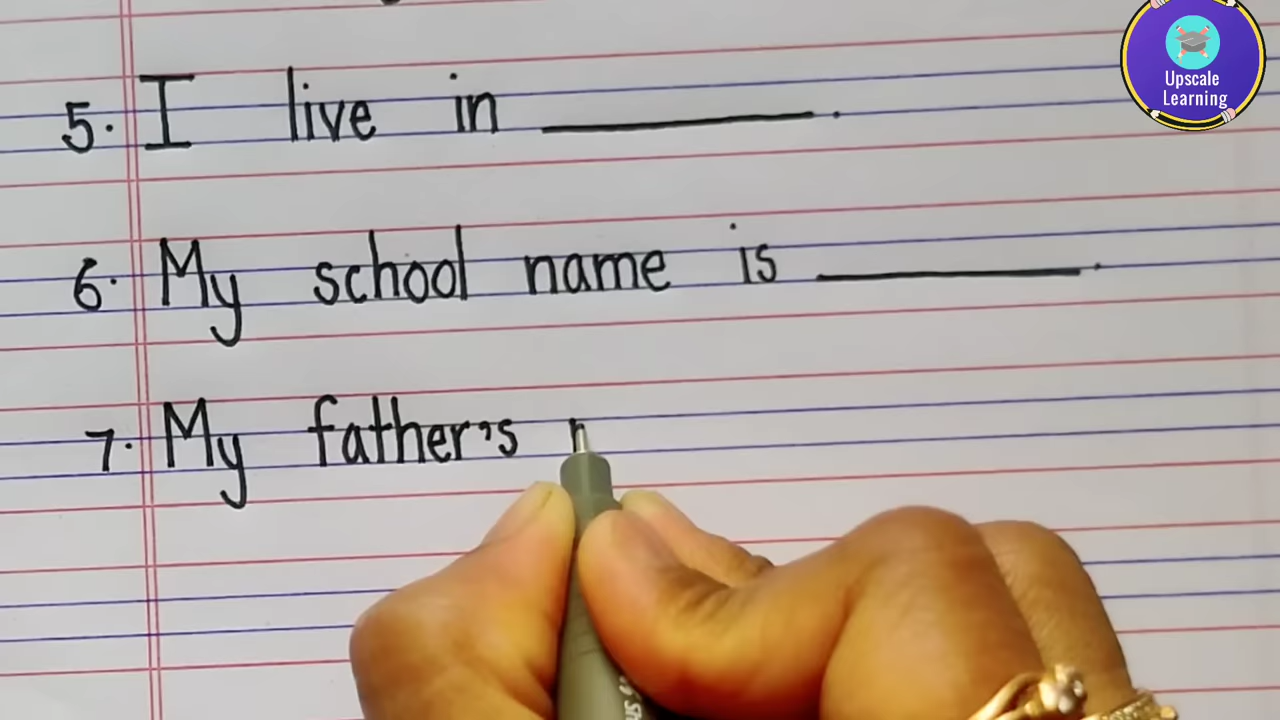 Upscale
Learning
5. I live in ________.
6. My school name is ________.
7. My father's